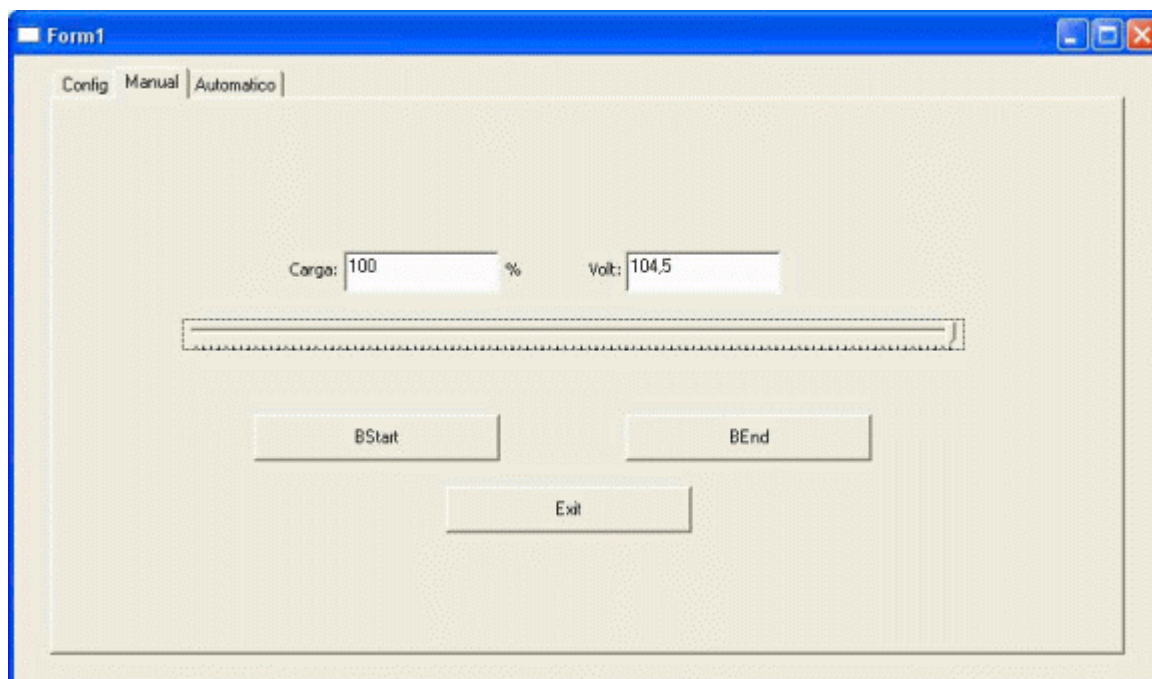 Form1
Config Manual Automatico
Carga: 100 % Volt: 104,5
BStart BEnd
Exit